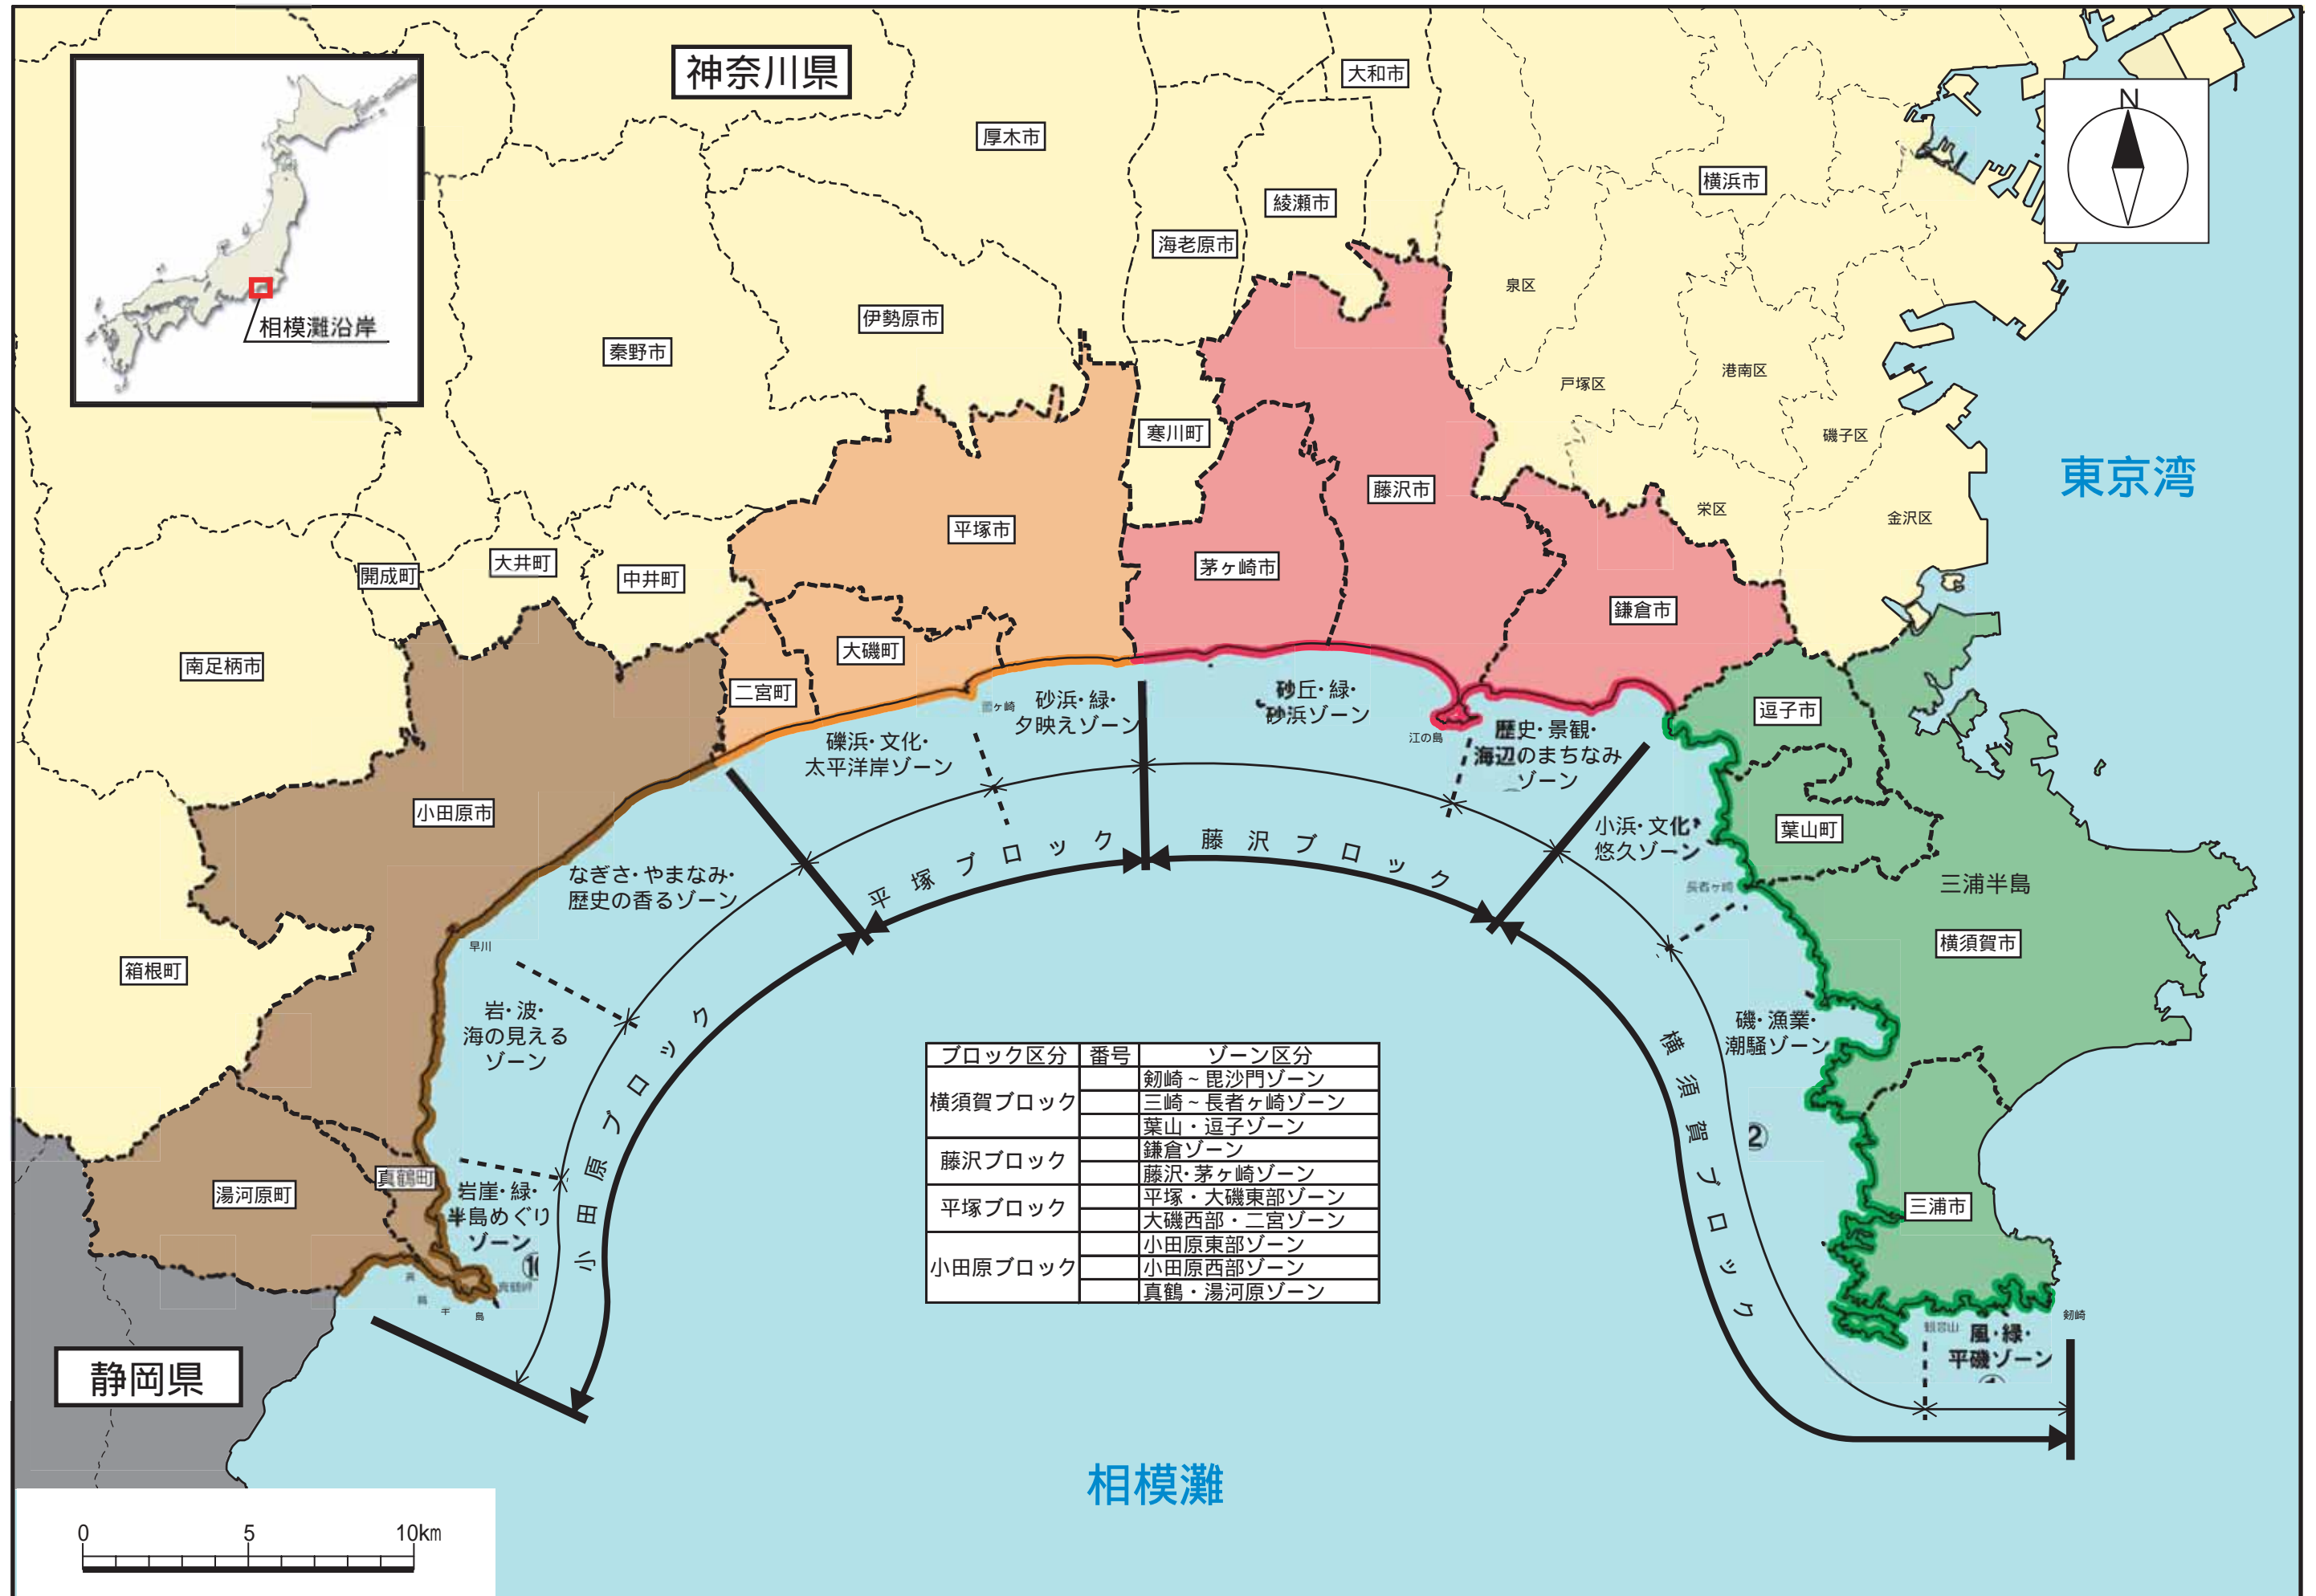 神奈川県
大和市
厚木市
N
横浜市
綾瀬市
海老原市
泉区
伊勢原市
相模灘沿岸
秦野市
港南区
戸塚区
寒川町
磯子区
東京湾
藤沢市
栄区
金沢区
平塚市
大井町
茅ヶ崎市
開成町
中井町
鎌倉市
大磯町
南足柄市
二宮町
逗子市
砂浜・緑・
夕映えゾーン
砂丘・緑・
砂浜ゾーン
江の島
歴史・景観・
海辺のまちなみ
ゾーン
礫浜・文化・
太平洋岸ゾーン
小田原市
葉山町
小浜・文化・
悠久ゾーン
平塚ブロック
藤沢ブロック
長者ヶ崎
三浦半島
なぎさ・やまなみ・
歴史の香るゾーン
横須賀市
早川
箱根町
岩・波・
海の見える
ゾーン
磯・漁業・
潮騒ゾーン
小田原ブロック
横須賀ブロック
②
ブロック区分 番号 ゾーン区分
横須賀ブロック 剱崎～毘沙門ゾーン
三崎～長者ヶ崎ゾーン
葉山・逗子ゾーン
藤沢ブロック 鎌倉ゾーン
藤沢・茅ヶ崎ゾーン
平塚ブロック 平塚・大磯東部ゾーン
大磯西部・二宮ゾーン
小田原ブロック 小田原東部ゾーン
小田原西部ゾーン
真鶴・湯河原ゾーン
真鶴町
湯河原町
岩崖・緑・
半島めぐり
ゾーン
真鶴岬
真鶴半島
三浦市
剱崎
風・緑・
平磯ゾーン
静岡県
相模灘
0 5 10km